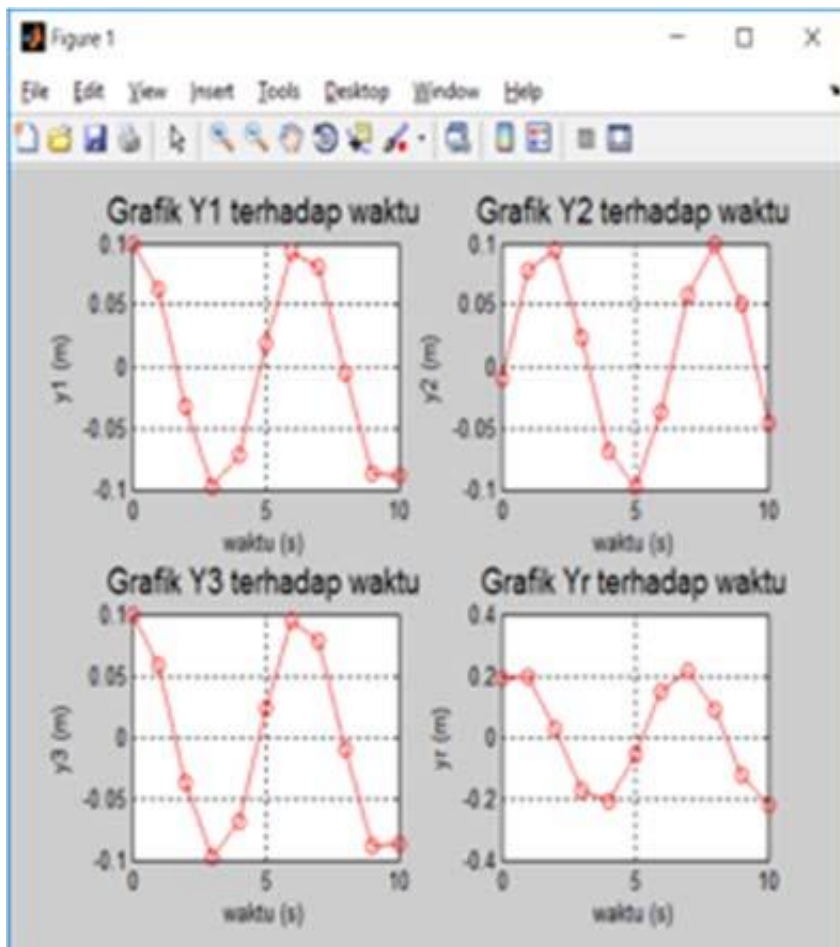 Figure 1
File Edit View Insert Tools Desktop Window Help
Grafik Y1 terhadap waktu
0.1
0.05
0
-0.05
-0.1
y1 (m)
0 5 10
waktu (s)
Grafik Y2 terhadap waktu
0.1
0.05
0
-0.05
-0.1
y2 (m)
0 5 10
waktu (s)
Grafik Y3 terhadap waktu
0.1
0.05
0
-0.05
-0.1
y3 (m)
0 5 10
waktu (s)
Grafik Yr terhadap waktu
0.4
0.2
0
-0.2
-0.4
yr (m)
0 5 10
waktu (s)